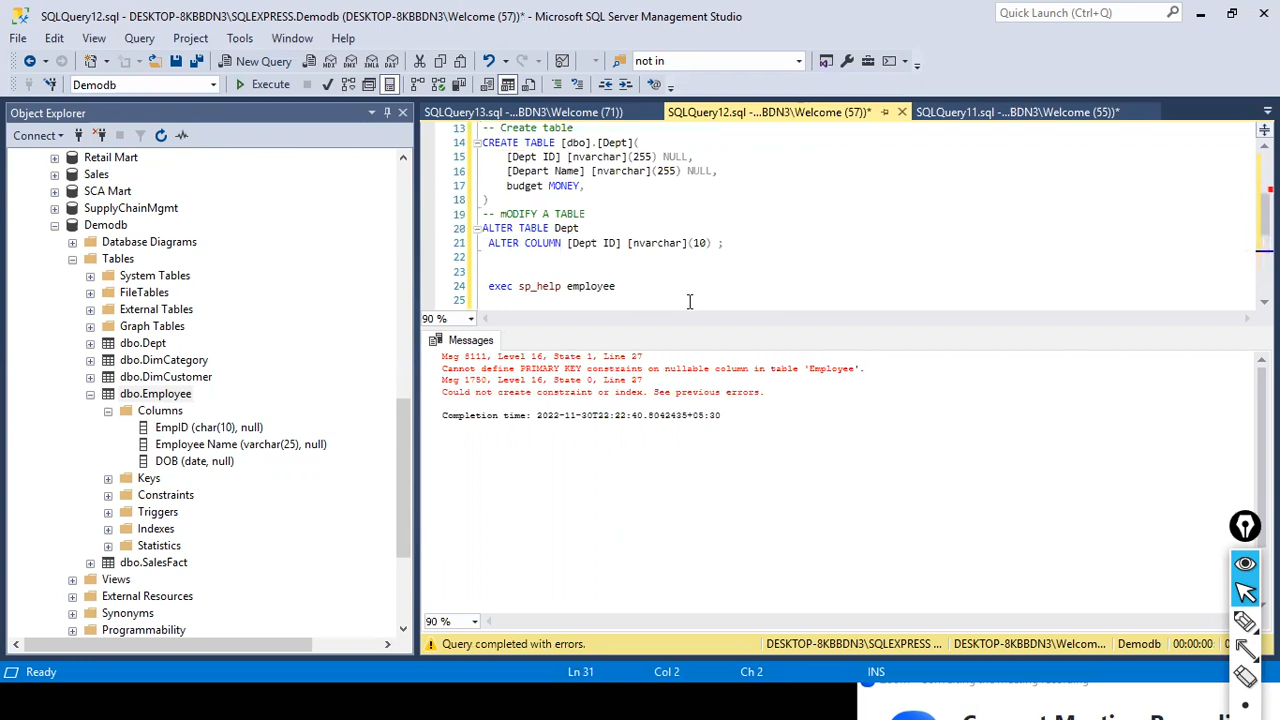 SQLQuery12.sql - DESKTOP-8KBBDN3\SQLEXPRESS.Demodb (DESKTOP-8KBBDN3\Welcome (57))* - Microsoft SQL Server Management Studio
Quick Launch (Ctrl+Q)
File Edit View Query Project Tools Window Help
New Query
MDX DMX XMLA DAX
not in
Demodb
Execute
Object Explorer
SQLQuery13.sql -...BDN3\Welcome (71))
SQLQuery12.sql -...BDN3\Welcome (57))*
SQLQuery11.sql -...BDN3\Welcome (55))*
Connect
Retail Mart
Sales
SCA Mart
SupplyChainMgmt
Demodb
Database Diagrams
Tables
System Tables
FileTables
External Tables
Graph Tables
dbo.Dept
dbo.DimCategory
dbo.DimCustomer
dbo.Employee
Columns
EmpID (char(10), null)
Employee Name (varchar(25), null)
DOB (date, null)
Keys
Constraints
Triggers
Indexes
Statistics
dbo.SalesFact
Views
External Resources
Synonyms
Programmability
13 -- Create table
14 CREATE TABLE [dbo].[Dept](
15 [Dept ID] [nvarchar](255) NULL,
16 [Depart Name] [nvarchar](255) NULL,
17 budget MONEY,
18 )
19 -- mODIFY A TABLE
20 ALTER TABLE Dept
21 ALTER COLUMN [Dept ID] [nvarchar](10) ;
22
23
24 exec sp_help employee
25
90 %
Messages
Msg 8111, Level 16, State 1, Line 27
Cannot define PRIMARY KEY constraint on nullable column in table 'Employee'.
Msg 1750, Level 16, State 0, Line 27
Could not create constraint or index. See previous errors.
Completion time: 2022-11-30T22:22:40.8042435+05:30
90 %
Query completed with errors.
DESKTOP-8KBBDN3\SQLEXPRESS ...
DESKTOP-8KBBDN3\Welcom...
Demodb
00:00:00
Ready
Ln 31
Col 2
Ch 2
INS